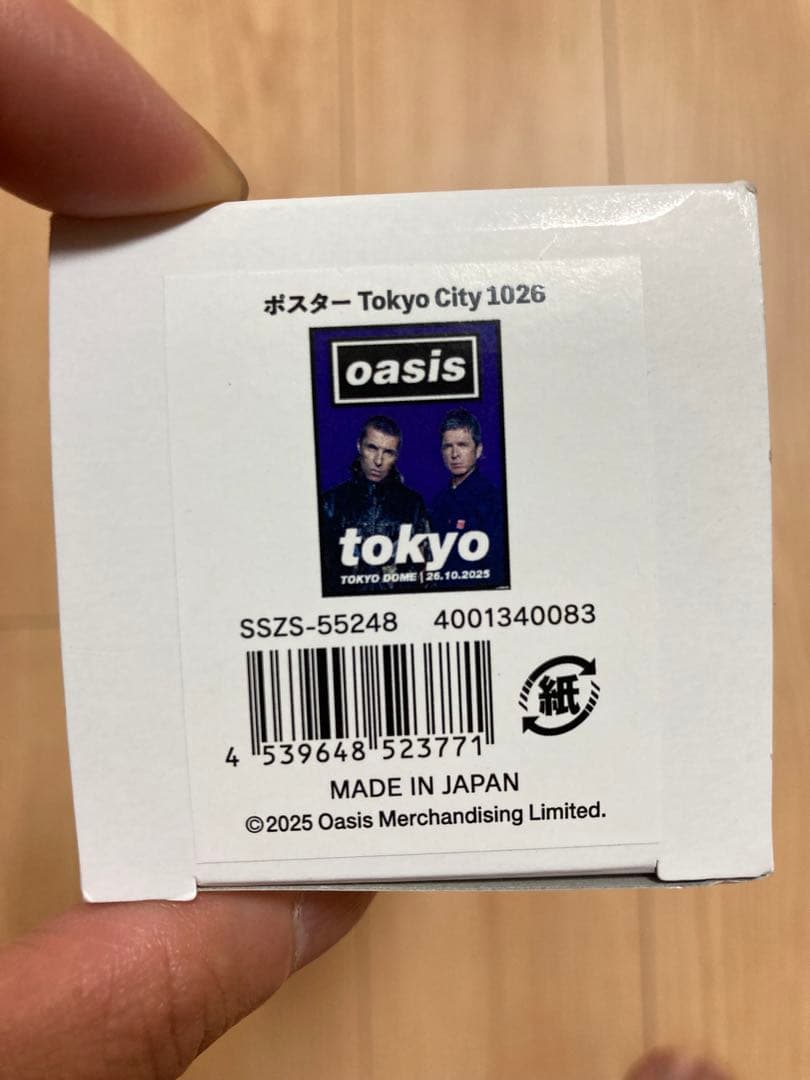 ポスター Tokyo City 1026
oasis
tokyo
TOKYO DOME | 26.10.2025
SSZS-55248 4001340083
紙
4 539648 523771
MADE IN JAPAN
©2025 Oasis Merchandising Limited.